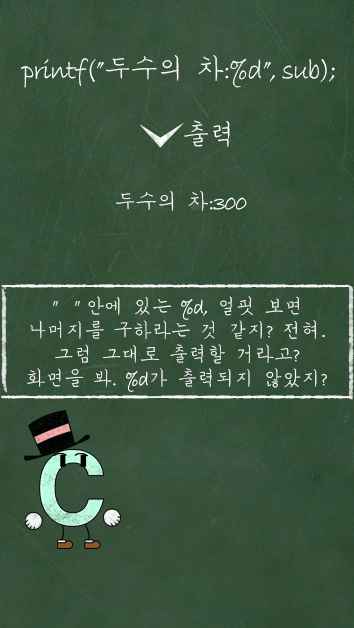 printf("두수의 차:%d", sub);
출력
두수의 차:300
" " 안에 있는 %d, 얼핏 보면
나머지를 구하라는 것 같지? 전혀.
그럼 그대로 출력할 거라고?
화면을 봐. %d가 출력되지 않았지?
C